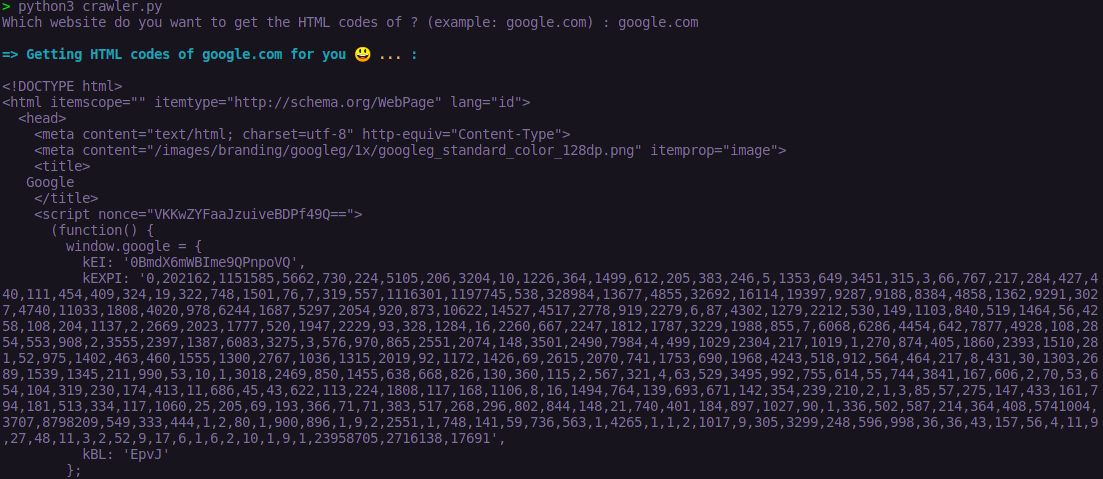 > python3 crawler.py
Which website do you want to get the HTML codes of ? (example: google.com) : google.com
=> Getting HTML codes of google.com for you 😃 ... :
<!DOCTYPE html>
<html itemscope="" itemtype="http://schema.org/WebPage" lang="id">
<head>
<meta content="text/html; charset=utf-8" http-equiv="Content-Type">
<meta content="/images/branding/googleg/1x/googleg_standard_color_128dp.png" itemprop="image">
<title>
Google
</title>
<script nonce="VKKwZYFaaJzuiveBDPf49Q==">
(function() {
window.google = {
kEI: '0BmdX6mWBIme9QPnpoVQ',
kEXPI: '0,202162,1151585,5662,730,224,5105,206,3204,10,1226,364,1499,612,205,383,246,5,1353,649,3451,315,3,66,767,217,284,427,4
40,111,454,409,324,19,322,748,1501,76,7,319,557,1116301,1197745,538,328984,13677,4855,32692,16114,19397,9287,9188,8384,4858,1362,9291,302
7,4740,11033,1808,4020,978,6244,1687,5297,2054,920,873,10622,14527,4517,2778,919,2279,6,87,4302,1279,2212,530,149,1103,840,519,1464,56,42
58,108,204,1137,2,2669,2023,1777,520,1947,2229,93,328,1284,16,2260,667,2247,1812,1787,3229,1988,855,7,6068,6286,4454,642,7877,4928,108,28
54,553,908,2,3555,2397,1387,6083,3275,3,576,970,865,2551,2074,148,3501,2490,7984,4,499,1029,2304,217,1019,1,270,874,405,1860,2393,1510,28
1,52,975,1402,463,460,1555,1300,2767,1036,1315,2019,92,1172,1426,69,2615,2070,741,1753,690,1968,4243,518,912,564,464,217,8,431,30,1303,26
89,1539,1345,211,990,53,10,1,3018,2469,850,1455,638,668,826,130,360,115,2,567,321,4,63,529,3495,992,755,614,55,744,3841,167,606,2,70,53,6
54,104,319,230,174,413,11,686,45,43,622,113,224,1808,117,168,1106,8,16,1494,764,139,693,671,142,354,239,210,2,1,3,85,57,275,147,433,161,7
94,181,513,334,117,1060,25,205,69,193,366,71,71,383,517,268,296,802,844,148,21,740,401,184,897,1027,90,1,336,502,587,214,364,408,5741004,
3707,8798209,549,333,444,1,2,80,1,900,896,1,9,2,2551,1,748,141,59,736,563,1,4265,1,1,2,1017,9,305,3299,248,596,998,36,36,43,157,56,4,11,9
,27,48,11,3,2,52,9,17,6,1,6,2,10,1,9,1,23958705,2716138,17691',
kBL: 'EpvJ'
};